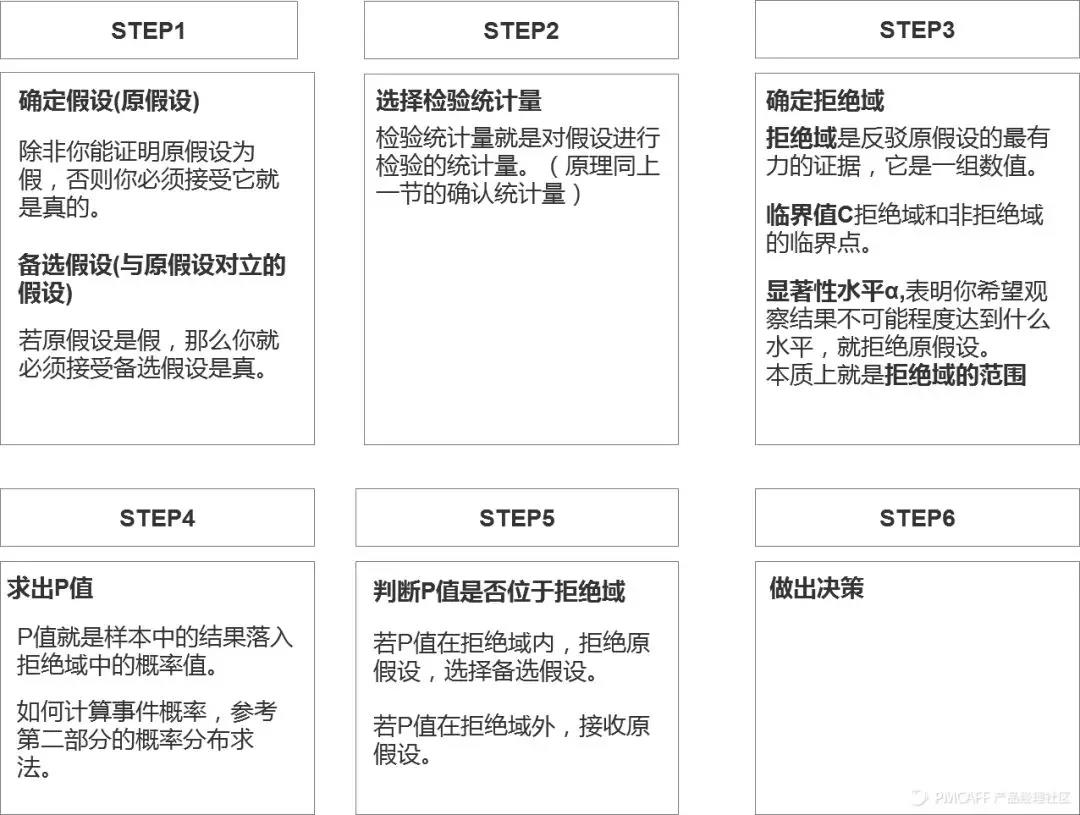 STEP1
确定假设(原假设)
除非你能证明原假设为
假，否则你必须接受它就
是真的。
备选假设(与原假设对立的
假设)
若原假设是假，那么你就
必须接受备选假设是真。
STEP2
选择检验统计量
检验统计量就是对假设进行
检验的统计量。（原理同上
一节的确认统计量）
STEP3
确定拒绝域
拒绝域是反驳原假设的最有
力的证据，它是一组数值。
临界值C拒绝域和非拒绝域
的临界点。
显著性水平α,表明你希望观
察结果不可能程度达到什么
水平，就拒绝原假设。
本质上就是拒绝域的范围
STEP4
求出P值
P值就是样本中的结果落入
拒绝域中的概率值。
如何计算事件概率，参考
第二部分的概率分布求
法。
STEP5
判断P值是否位于拒绝域
若P值在拒绝域内，拒绝原
假设，选择备选假设。
若P值在拒绝域外，接收原
假设。
STEP6
做出决策
PMCAFF 产品经理社区